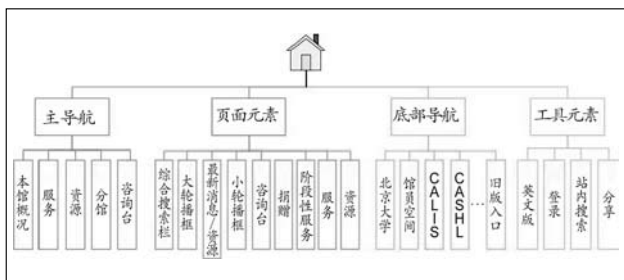 主导航
页面元素
底部导航
工具元素
本馆概况
服务
资源
分馆
咨询台
综合搜索栏
大轮播框
最新消息/资源
小轮播框
咨询台
捐赠
阶段性服务
服务
资源
北京大学
馆员空间
CALIS
CASHL
…
旧版入口
英文版
登录
站内搜索
分享